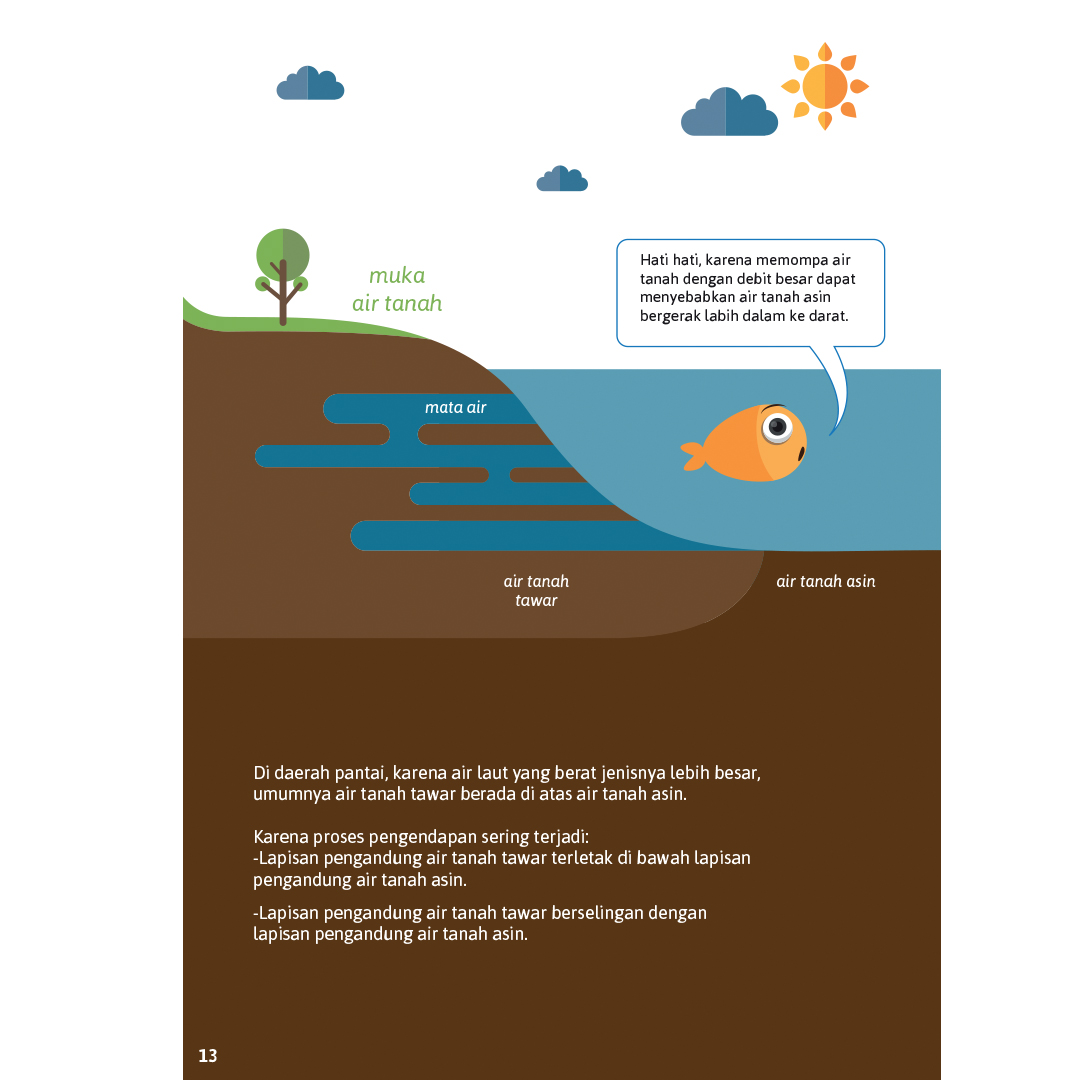 muka
air tanah
Hati hati, karena memompa air
tanah dengan debit besar dapat
menyebabkan air tanah asin
bergerak labih dalam ke darat.
mata air
air tanah
tawar
air tanah asin
Di daerah pantai, karena air laut yang berat jenisnya lebih besar,
umumnya air tanah tawar berada di atas air tanah asin.
Karena proses pengendapan sering terjadi:
-Lapisan pengandung air tanah tawar terletak di bawah lapisan
pengandung air tanah asin.
-Lapisan pengandung air tanah tawar berselingan dengan
lapisan pengandung air tanah asin.
13